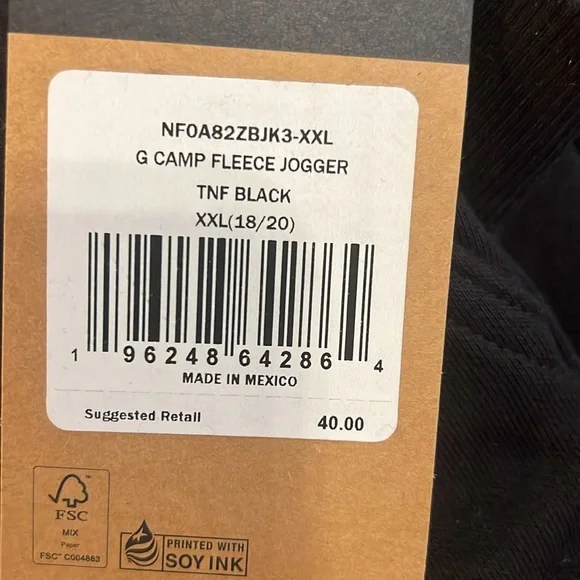 NF0A82ZBJK3-XXL
G CAMP FLEECE JOGGER
TNF BLACK
XXL(18/20)
1 96248 64286 4
MADE IN MEXICO
Suggested Retail 40.00
FSC
MIX
Paper
FSC™ C004863
PRINTED WITH
SOY INK